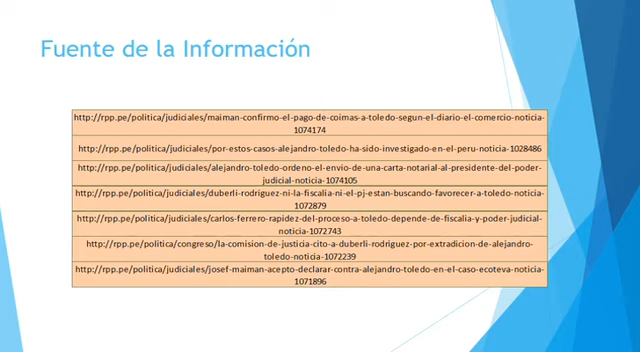 Fuente de la Información
http://rpp.pe/politica/judiciales/maiman-confirmo-el-pago-de-coimas-a-toledo-segun-el-diario-el-comercio-noticia-
1074174
http://rpp.pe/politica/judiciales/por-estos-casos-alejandro-toledo-ha-sido-investigado-en-el-peru-noticia-1028486
http://rpp.pe/politica/judiciales/alejandro-toledo-ordeno-el-envio-de-una-carta-notarial-al-presidente-del-poder-
judicial-noticia-1074105
http://rpp.pe/politica/judiciales/duberli-rodriguez-ni-la-fiscalia-ni-el-pj-estan-buscando-favorecer-a-toledo-noticia-
1072879
http://rpp.pe/politica/judiciales/carlos-ferrero-rapidez-del-proceso-a-toledo-depende-de-fiscalia-y-poder-judicial-
noticia-1072743
http://rpp.pe/politica/congreso/la-comision-de-justicia-cito-a-duberli-rodriguez-por-extradicion-de-alejandro-
toledo-noticia-1072239
http://rpp.pe/politica/judiciales/josef-maiman-acepto-declarar-contra-alejandro-toledo-en-el-caso-ecoteva-noticia-
1071896